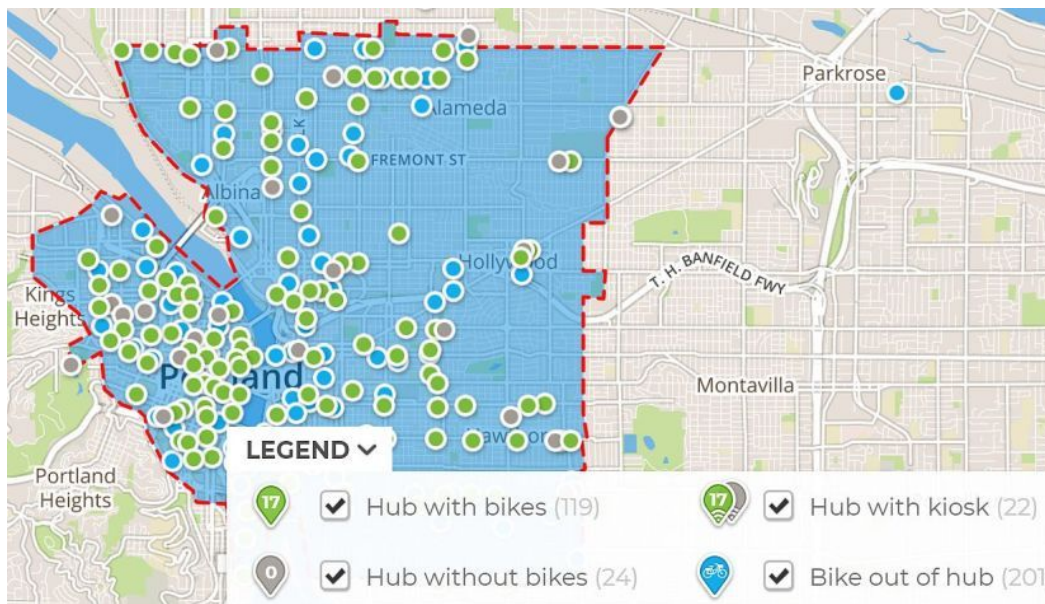 Parkrose
Alameda
LK
FREMONT ST
Albina
Hollywood
T. H. BANFIELD FWY
Kings
Heights
Portland
Montavilla
LEGEND
Portland
Heights
17
Hub with bikes (119)
17
Hub with kiosk (22)
0
Hub without bikes (24)
Bike out of hub (201